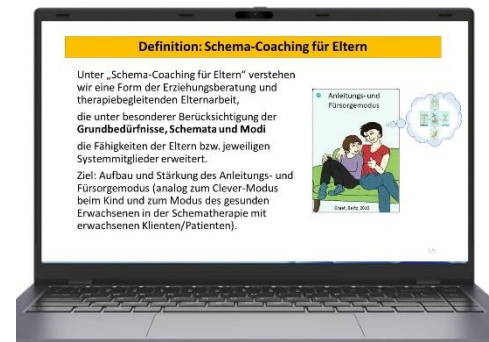 Definition: Schema-Coaching für Eltern
Unter „Schema-Coaching für Eltern“ verstehen
wir eine Form der Erziehungsberatung und
therapiebegleitenden Elternarbeit,
die unter besonderer Berücksichtigung der
Grundbedürfnisse, Schemata und Modi
die Fähigkeiten der Eltern bzw. jeweiligen
Systemmitglieder erweitert.
Ziel: Aufbau und Stärkung des Anleitungs- und
Fürsorgemodus (analog zum Clever-Modus
beim Kind und zum Modus des gesunden
Erwachsenen in der Schematherapie mit
erwachsenen Klienten/Patienten).
Anleitungs- und
Fürsorgemodus